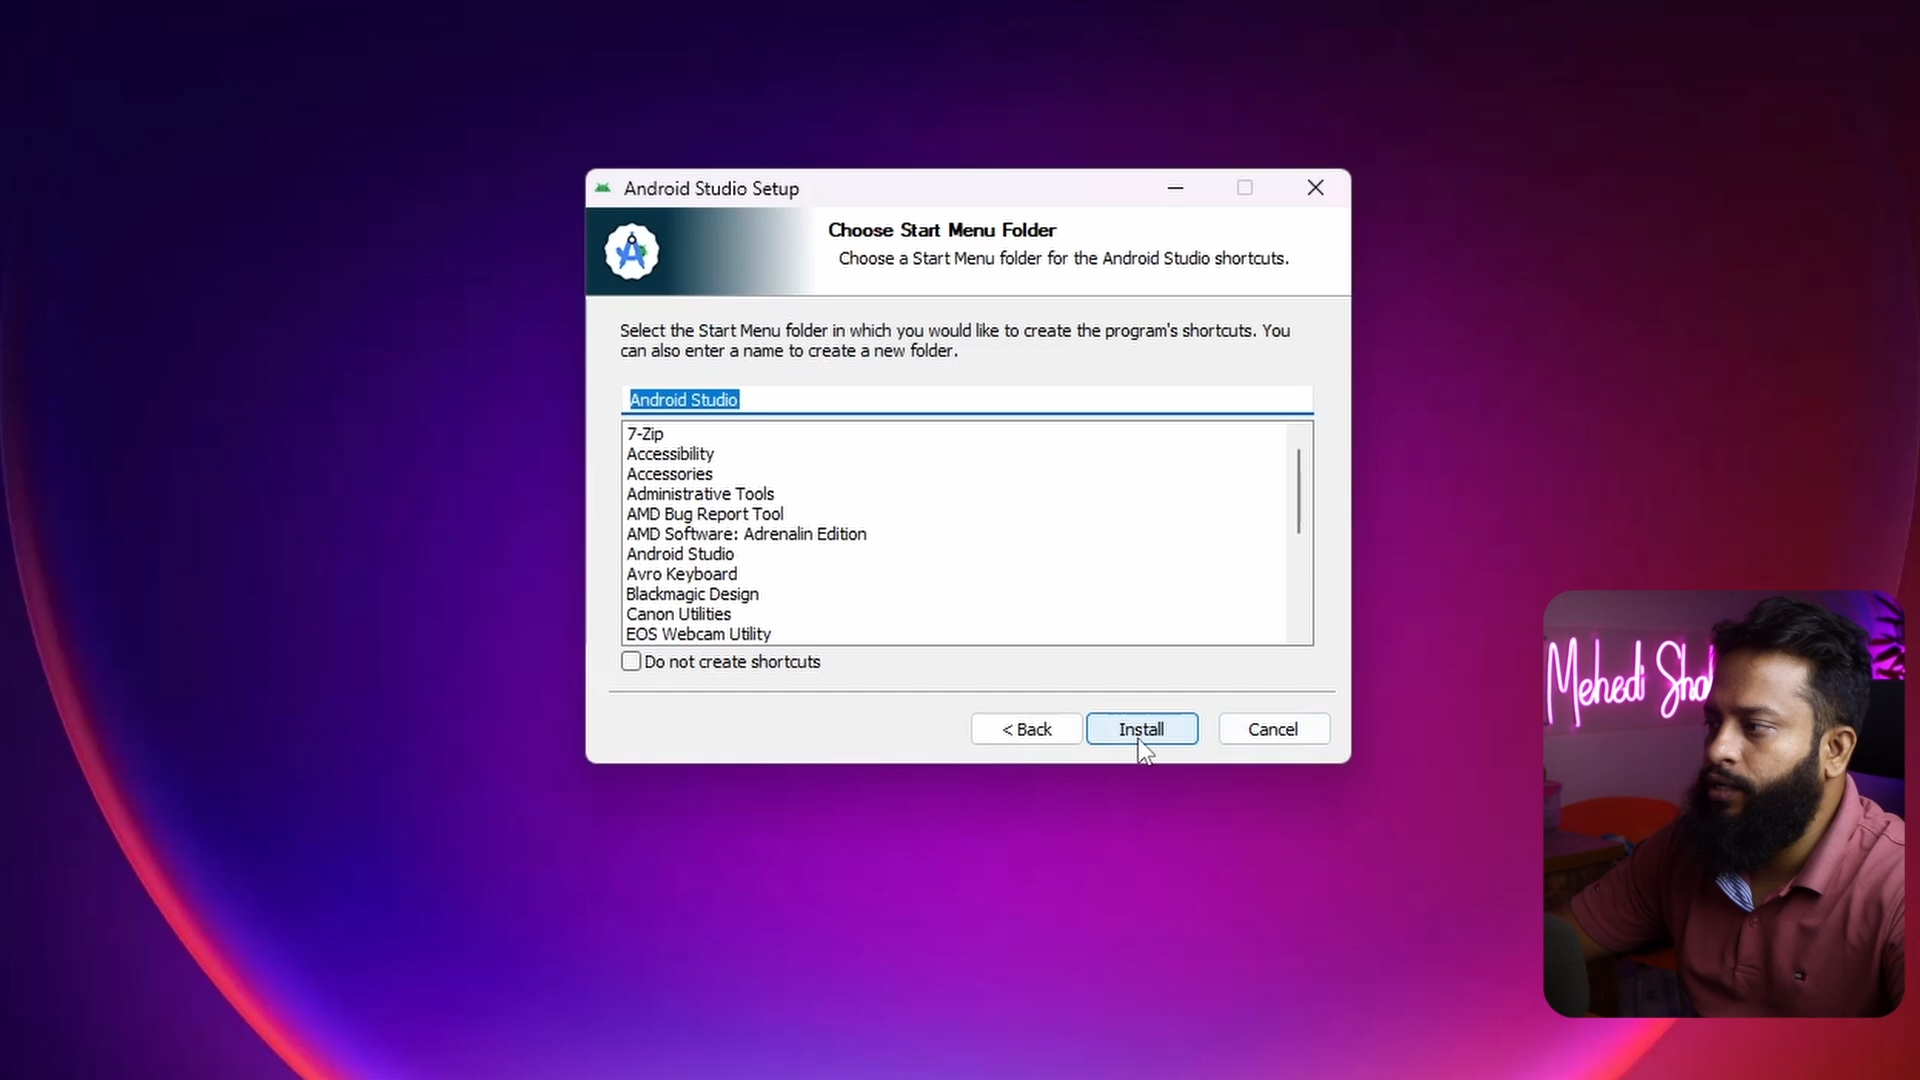 Android Studio Setup
Choose Start Menu Folder
Choose a Start Menu folder for the Android Studio shortcuts.
Select the Start Menu folder in which you would like to create the program's shortcuts. You
can also enter a name to create a new folder.
Android Studio
7-Zip
Accessibility
Accessories
Administrative Tools
AMD Bug Report Tool
AMD Software: Adrenalin Edition
Android Studio
Avro Keyboard
Blackmagic Design
Canon Utilities
EOS Webcam Utility
Do not create shortcuts
< Back
Install
Cancel
Mehedi